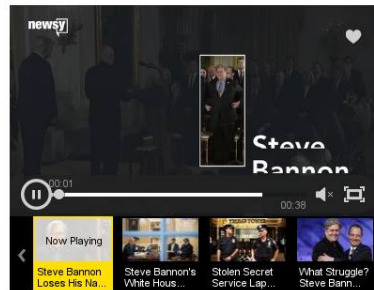 newsy
Steve
Bannon
00:01
00:38
Now Playing
Steve Bannon
Loses His Na...
Steve Bannon's
White Hous...
Stolen Secret
Service Lap...
What Struggle?
Steve Bann...